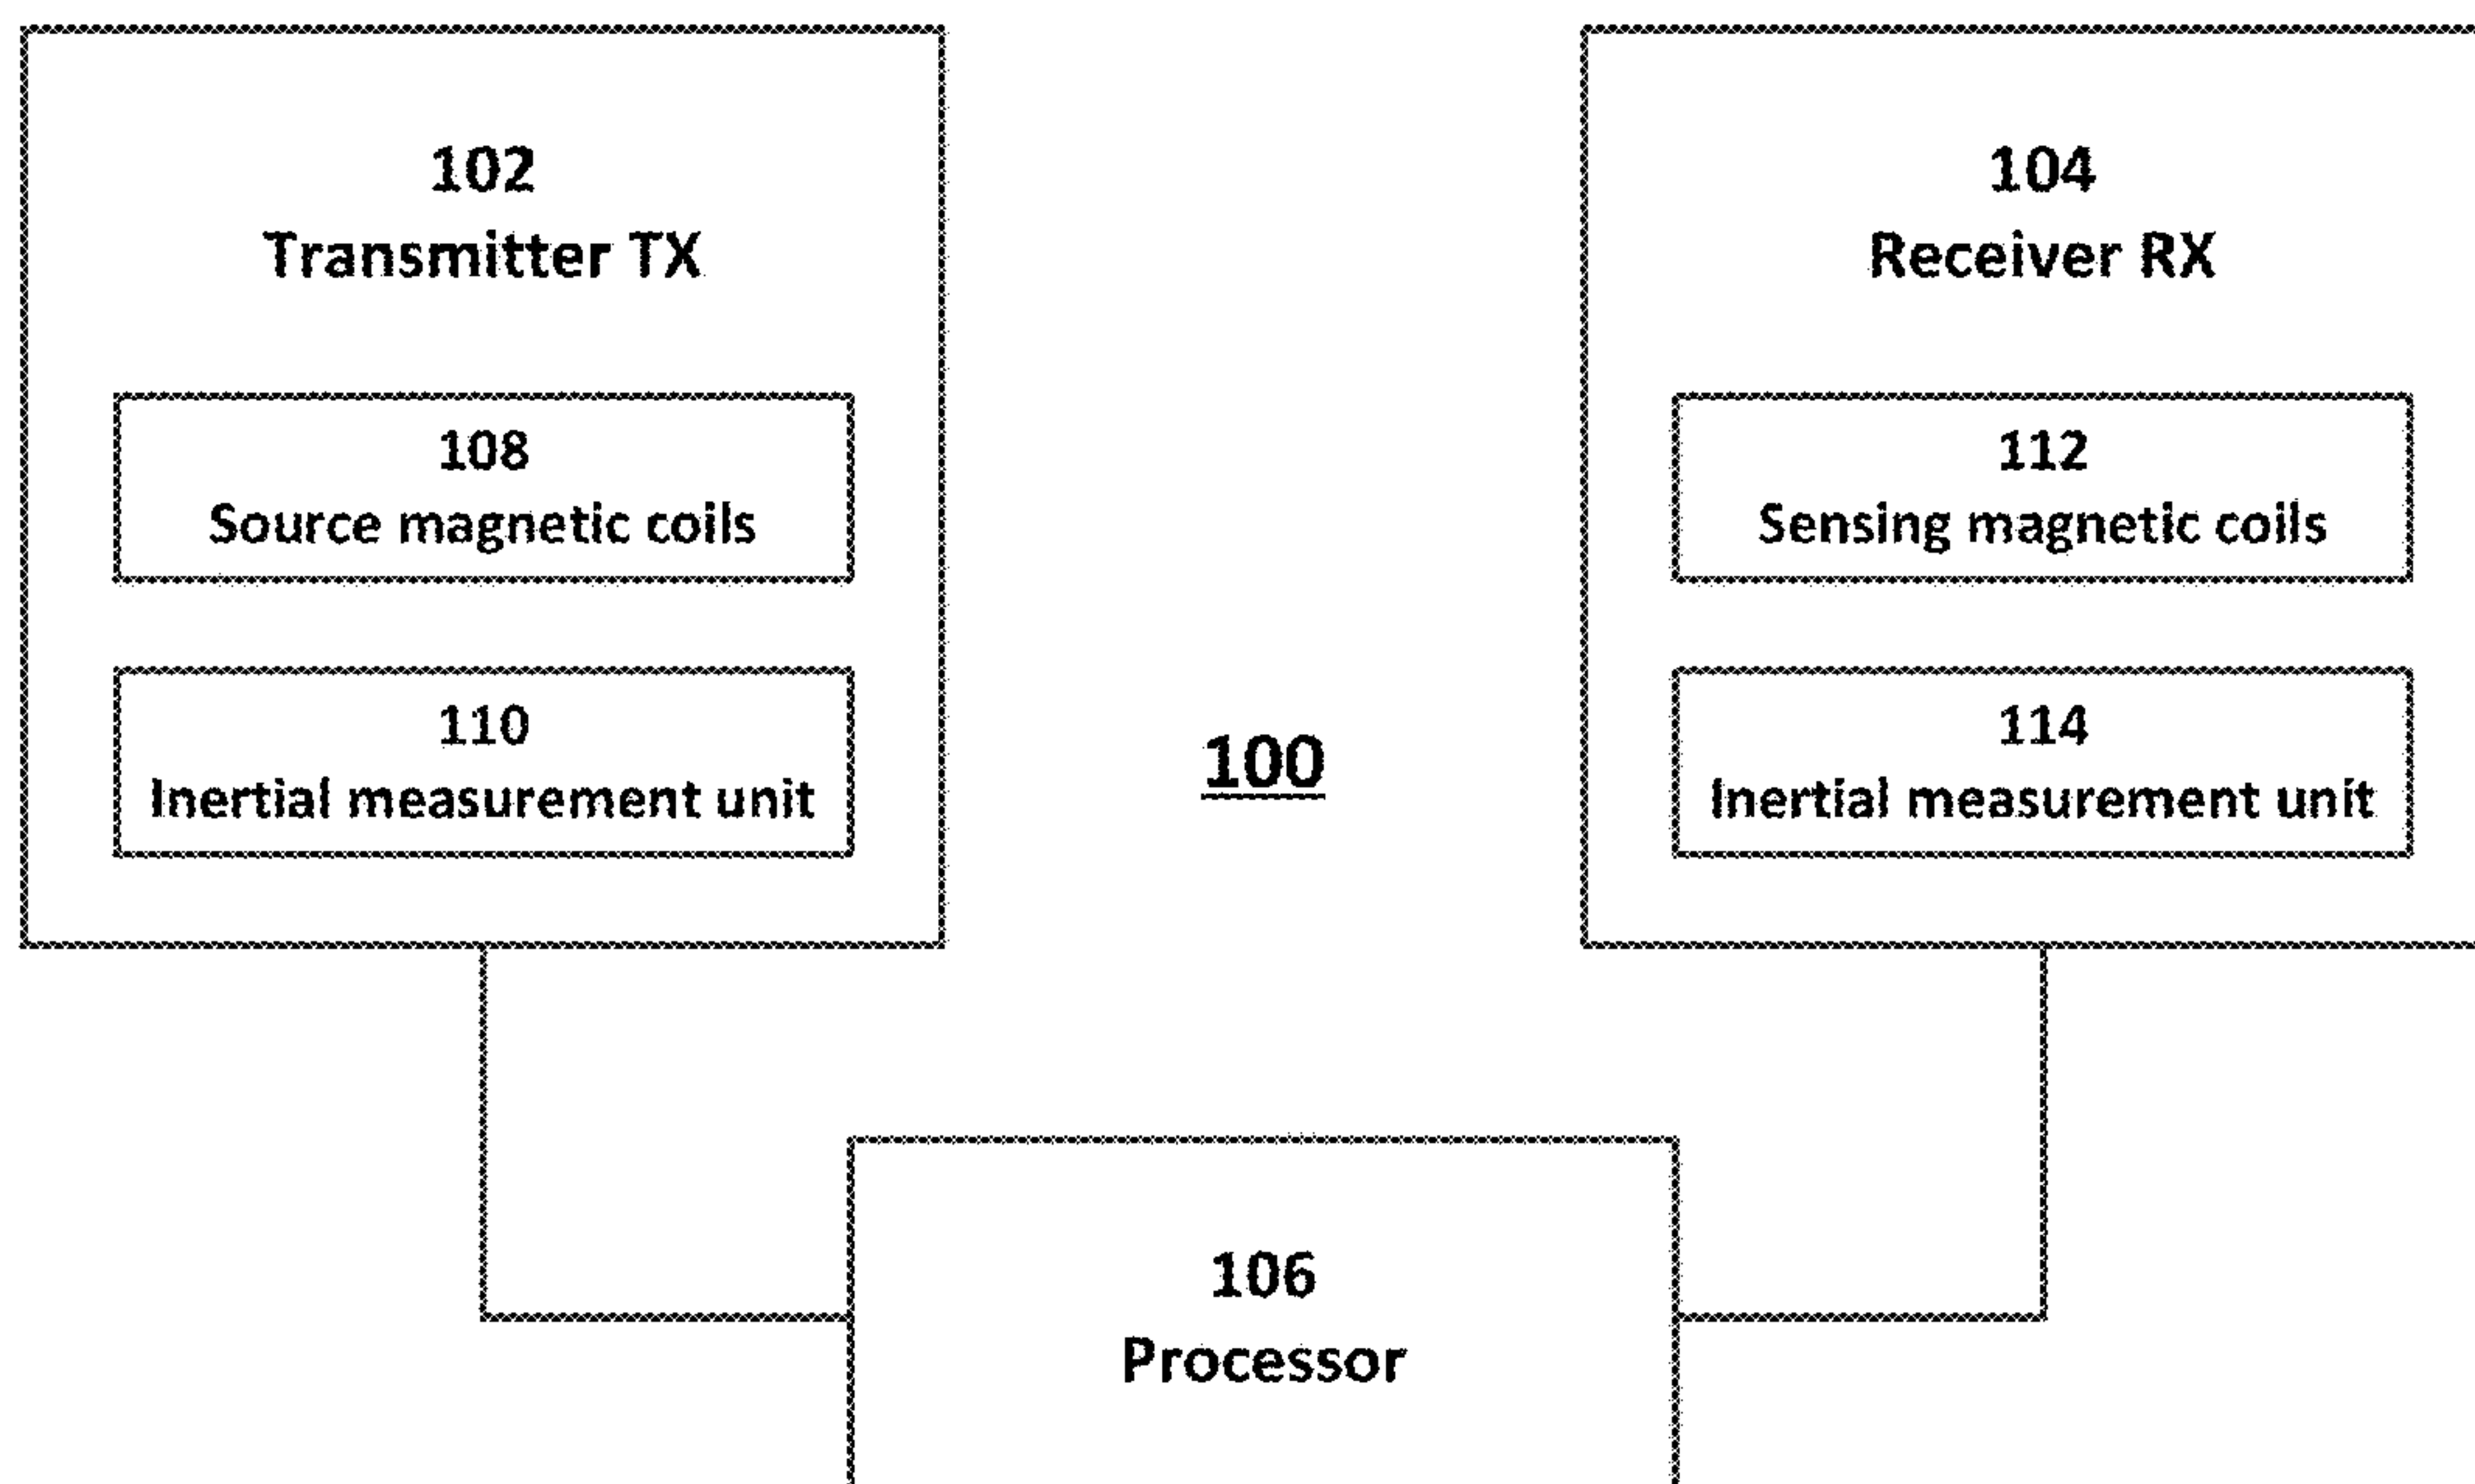 102
Transmitter TX
108
Source magnetic coils
110
Inertial measurement unit
100
104
Receiver RX
112
Sensing magnetic coils
114
Inertial measurement unit
106
Processor